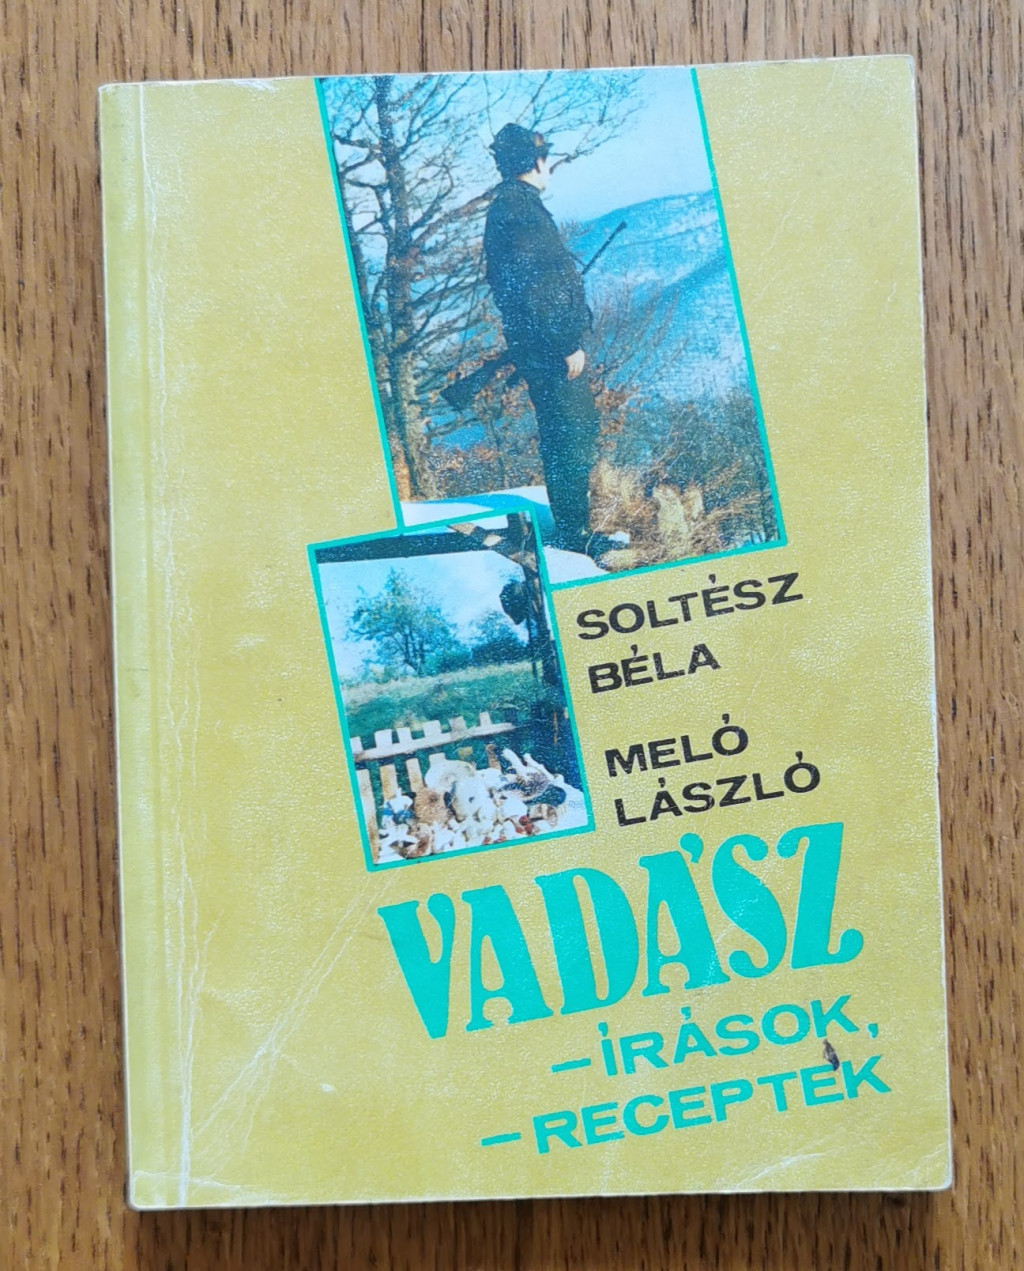 SOLTÉSZ
BÉLA
MELÓ
LÁSZLÓ
VADÁSZ
–ÍRÁSOK,
–RECEPTEK